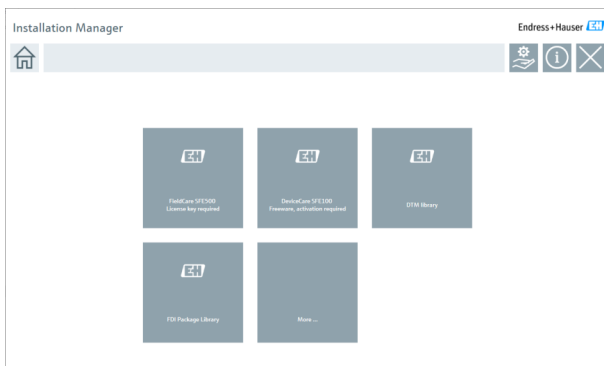 Installation Manager
Endress+Hauser EH
EH
EH
EH
FieldCare SFE500
License key required
DeviceCare SFE100
Freeware, activation required
DTM library
EH
FDI Package Library
More ...